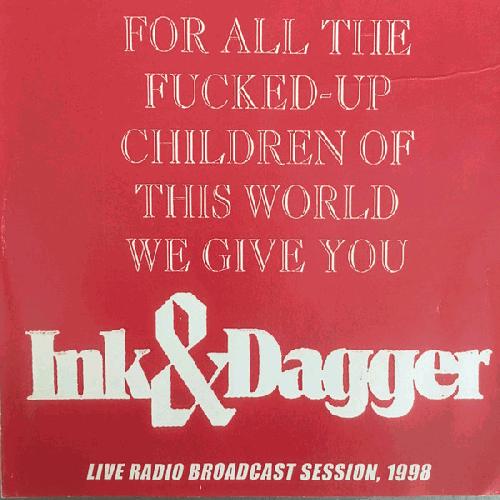 FOR ALL THE
FUCKED-UP
CHILDREN OF
THIS WORLD
WE GIVE YOU
Ink&Dagger
LIVE RADIO BROADCAST SESSION, 1998